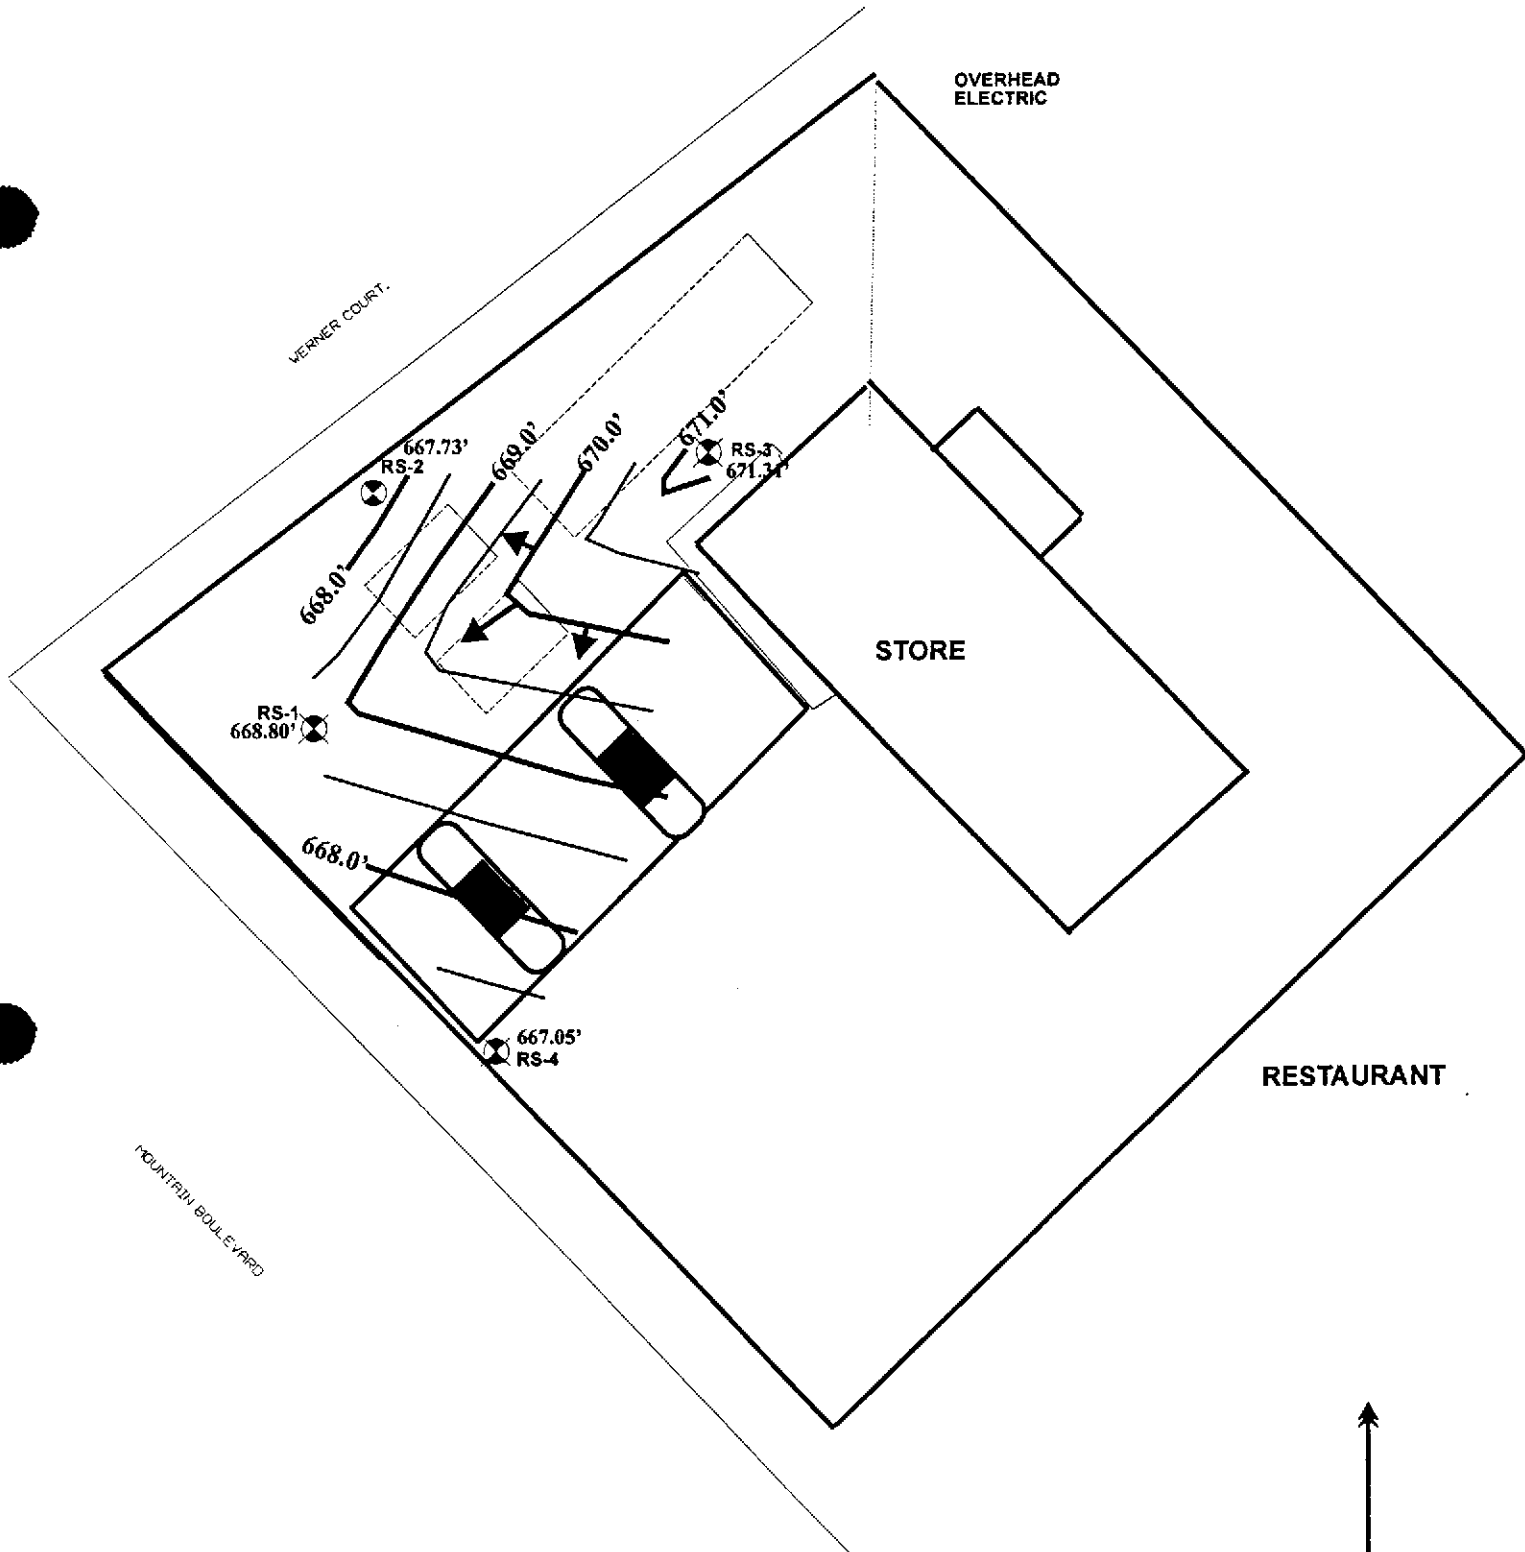 OVERHEAD
ELECTRIC
WERNER COURT.
667.73'
RS-2
669.0'
670.0'
671.0'
RS-3
671.31'
668.0'
STORE
RS-1
668.80'
668.0'
667.05'
RS-4
RESTAURANT
MOUNTAIN BOULEVARD